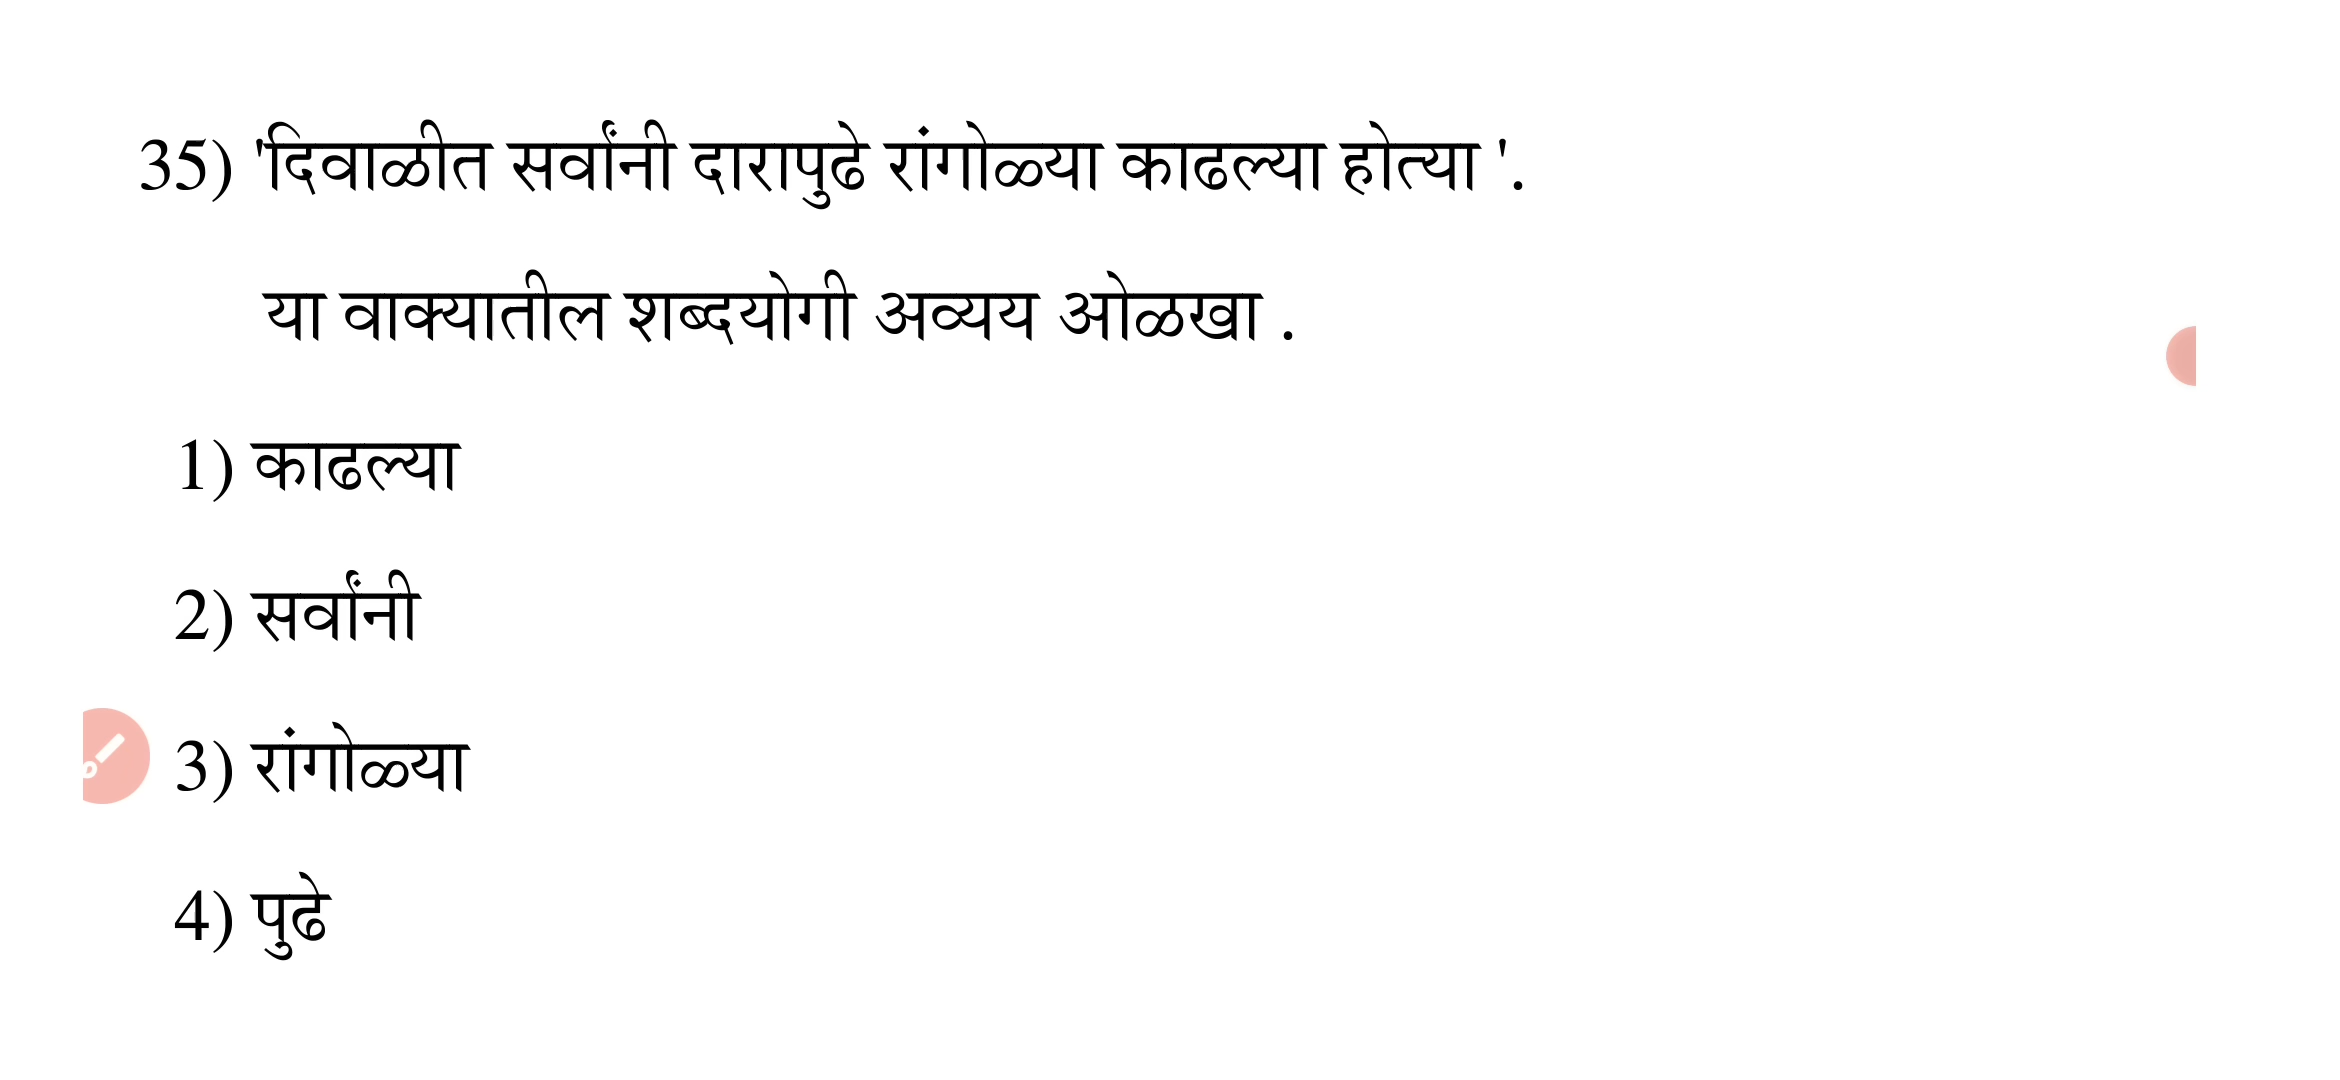 35) 'दिवाळीत सर्वांनी दारापुढे रांगोळ्या काढल्या होत्या '.
या वाक्यातील शब्दयोगी अव्यय ओळखा .
1) काढल्या
2) सर्वांनी
3) रांगोळ्या
4) पुढे